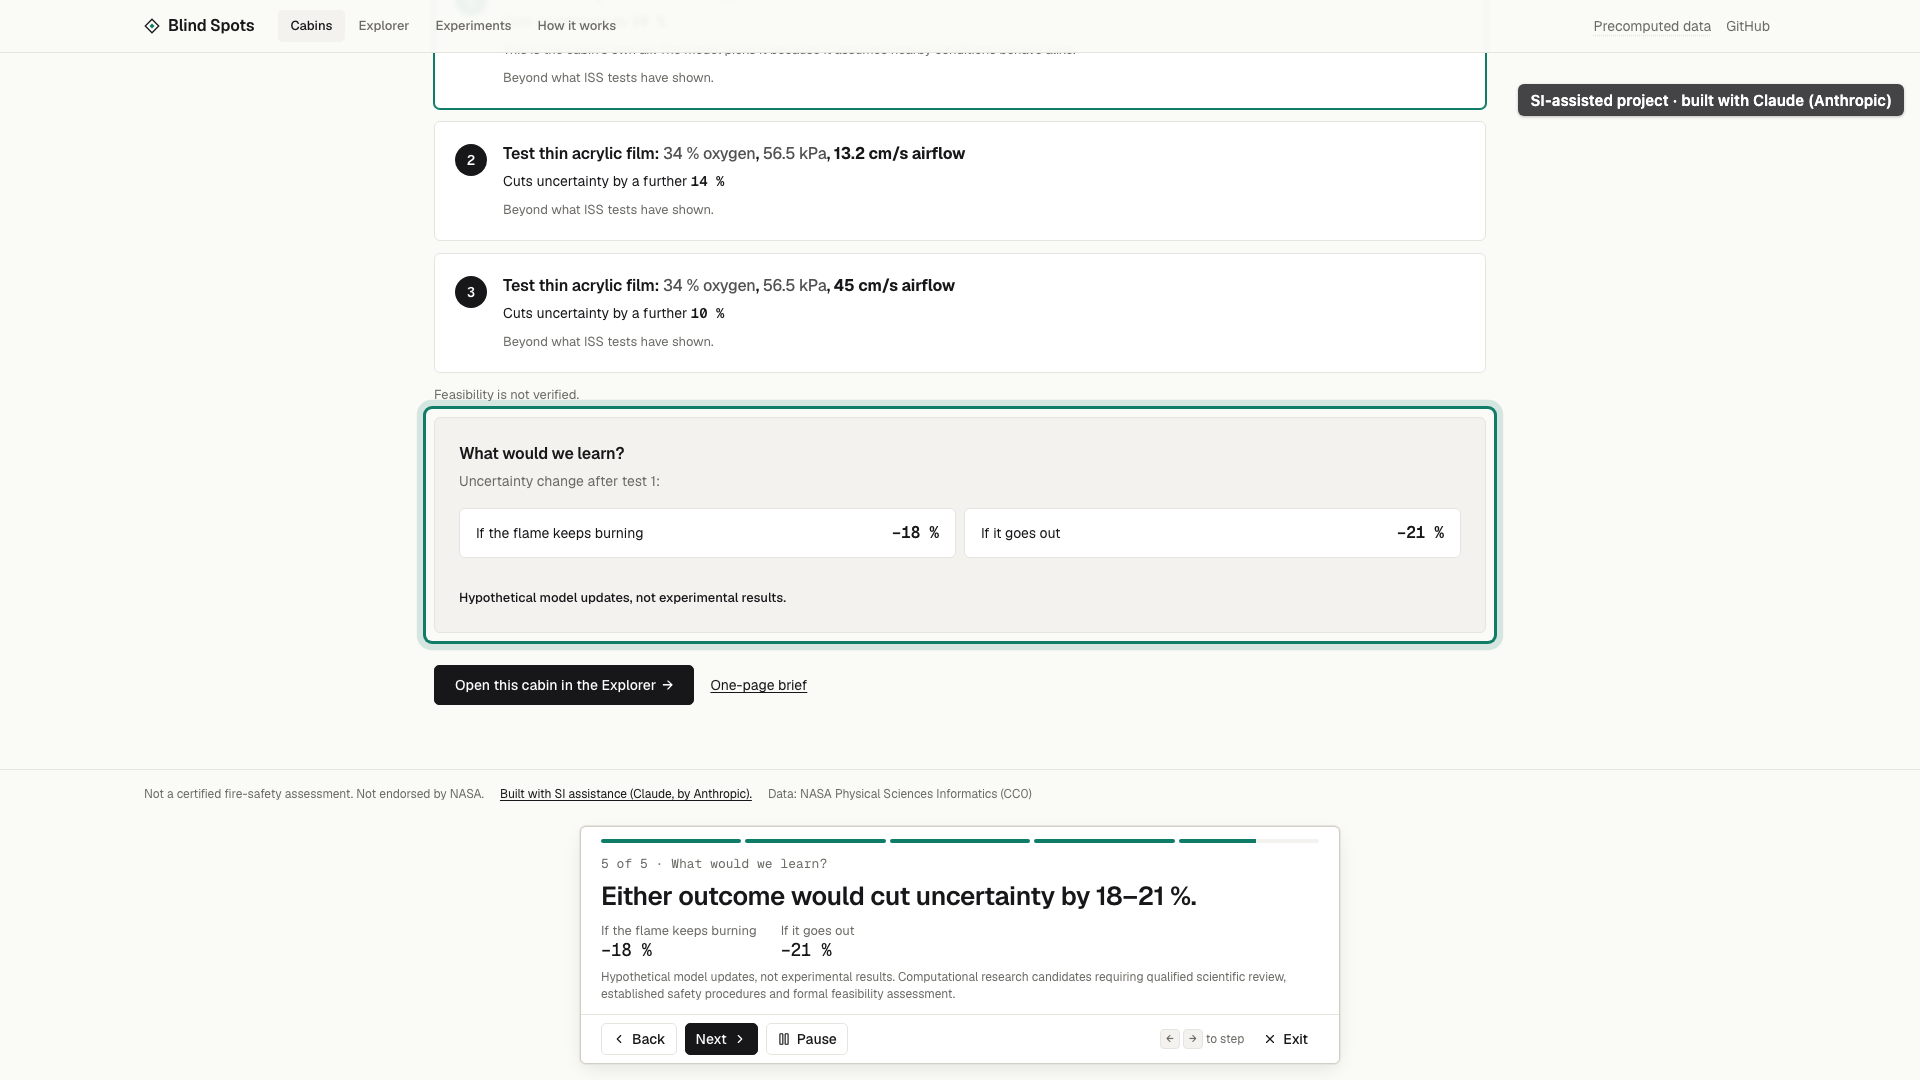 Blind Spots
Cabins
Explorer
Experiments
How it works
Precomputed data
GitHub
Beyond what ISS tests have shown.
SI-assisted project · built with Claude (Anthropic)
2
Test thin acrylic film: 34 % oxygen, 56.5 kPa, 13.2 cm/s airflow
Cuts uncertainty by a further 14 %
Beyond what ISS tests have shown.
3
Test thin acrylic film: 34 % oxygen, 56.5 kPa, 45 cm/s airflow
Cuts uncertainty by a further 10 %
Beyond what ISS tests have shown.
Feasibility is not verified.
What would we learn?
Uncertainty change after test 1:
If the flame keeps burning −18 %
If it goes out −21 %
Hypothetical model updates, not experimental results.
Open this cabin in the Explorer →
One-page brief
Not a certified fire-safety assessment. Not endorsed by NASA.
Built with SI assistance (Claude, by Anthropic).
Data: NASA Physical Sciences Informatics (CC0)
5 of 5 · What would we learn?
Either outcome would cut uncertainty by 18–21 %.
If the flame keeps burning
−18 %
If it goes out
−21 %
Hypothetical model updates, not experimental results. Computational research candidates requiring qualified scientific review,
established safety procedures and formal feasibility assessment.
Back
Next
Pause
← → to step
Exit